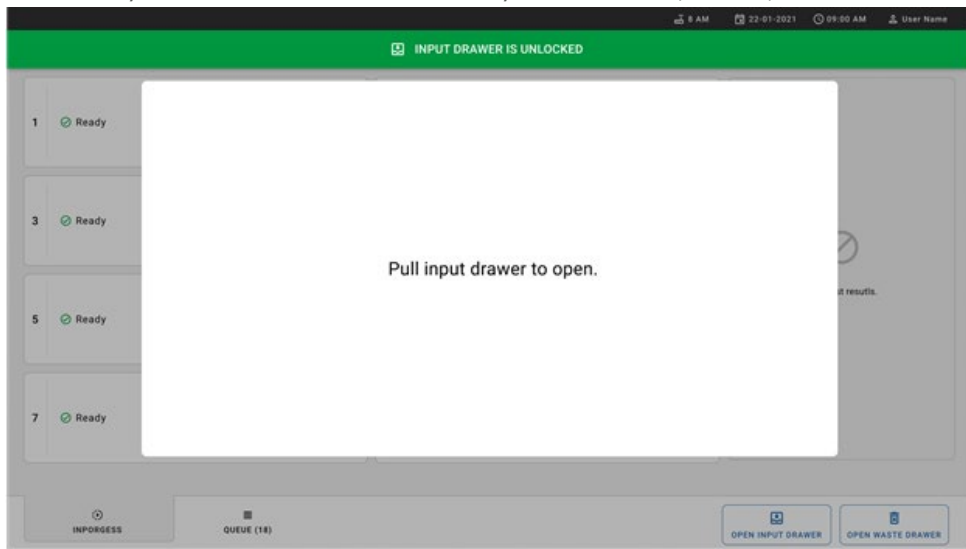 8 AM 22-01-2021 09:00 AM User Name
INPUT DRAWER IS UNLOCKED
1 Ready
3 Ready
Pull input drawer to open.
t resutls.
5 Ready
7 Ready
INPORGESS
QUEUE (18)
OPEN INPUT DRAWER
OPEN WASTE DRAWER